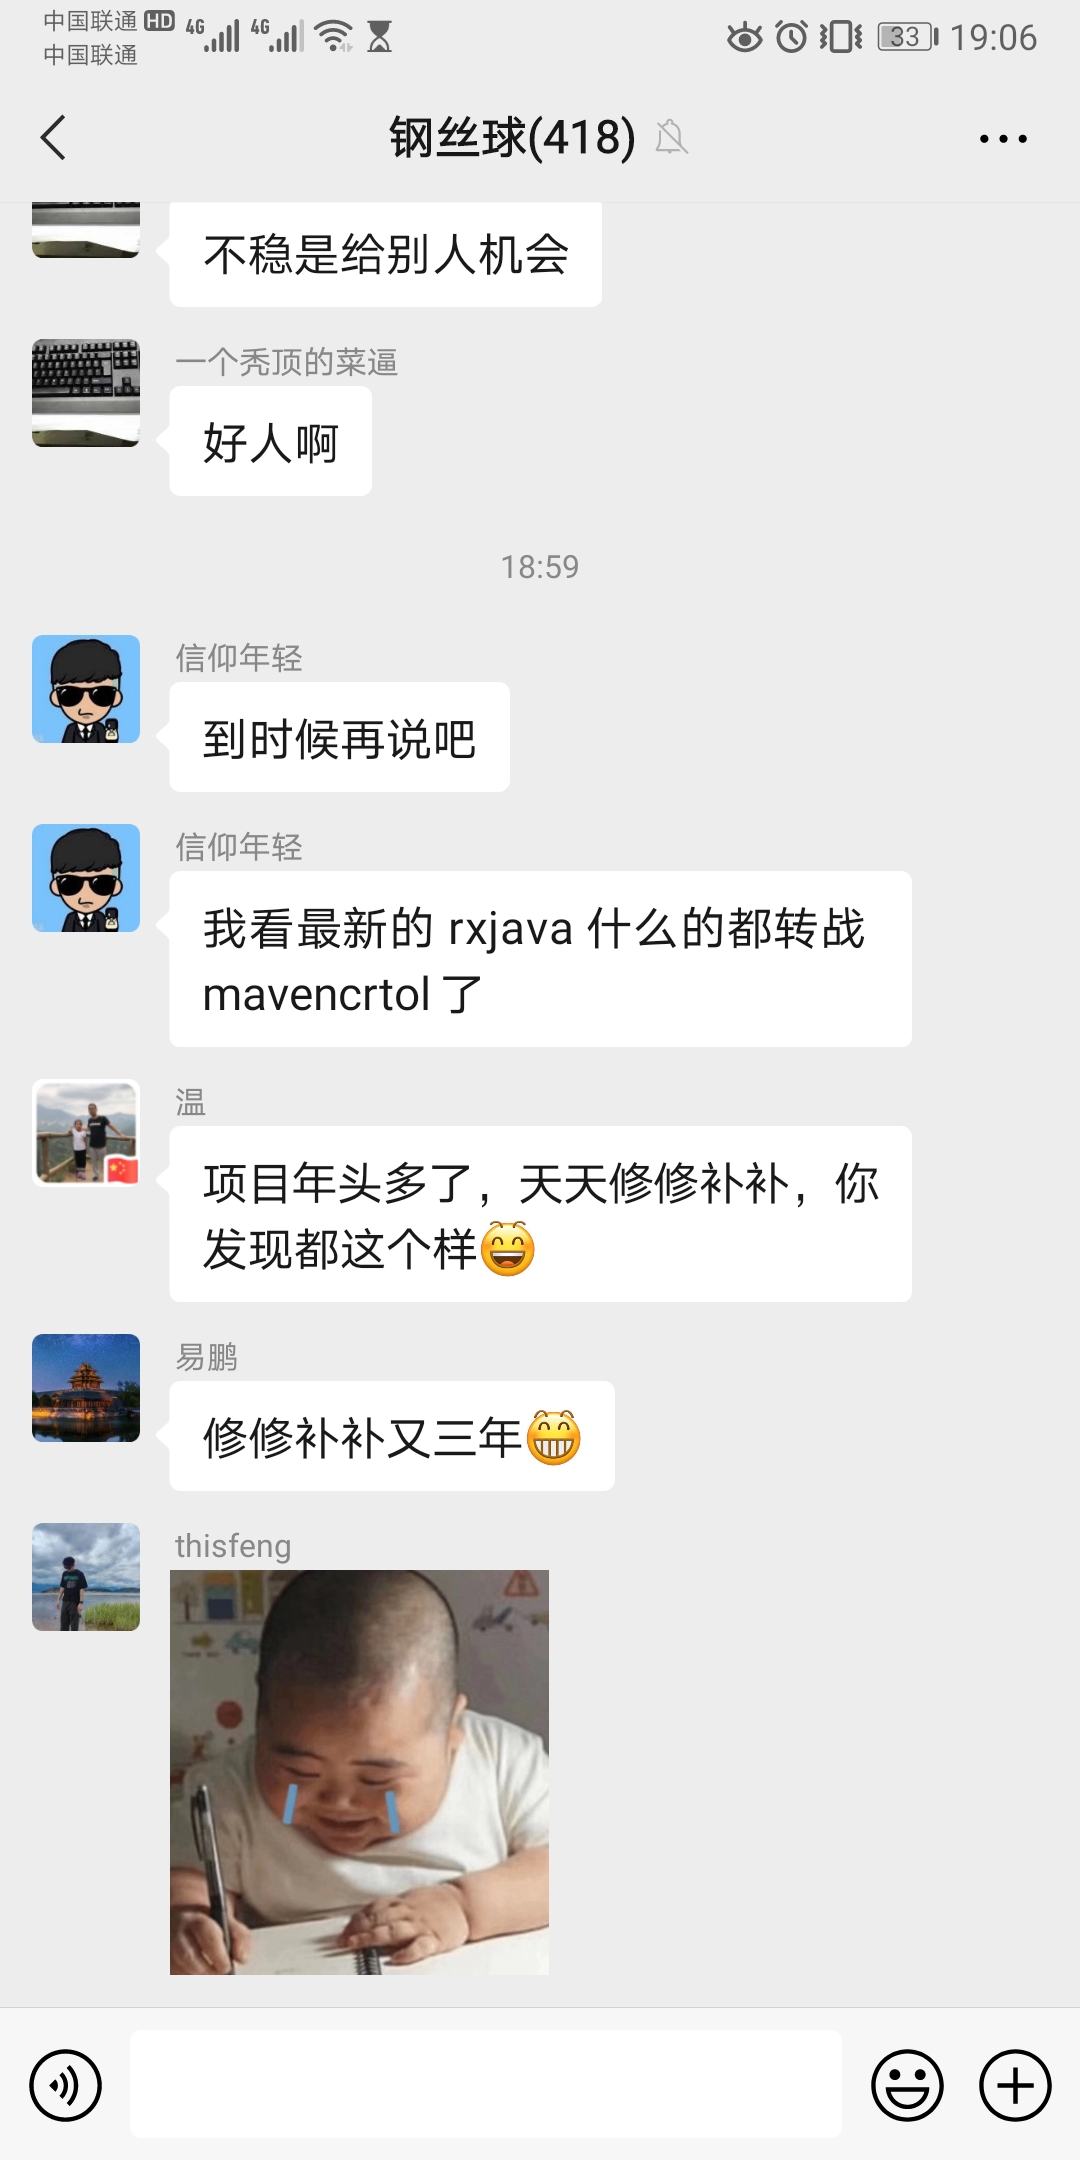 中国联通 HD 4G 4G 33 19:06
中国联通
钢丝球(418)
不稳是给别人机会
一个秃顶的菜逼
好人啊
18:59
信仰年轻
到时候再说吧
信仰年轻
我看最新的 rxjava 什么的都转战
mavencrtol 了
温
项目年头多了，天天修修补补，你
发现都这个样
易鹏
修修补补又三年
thisfeng